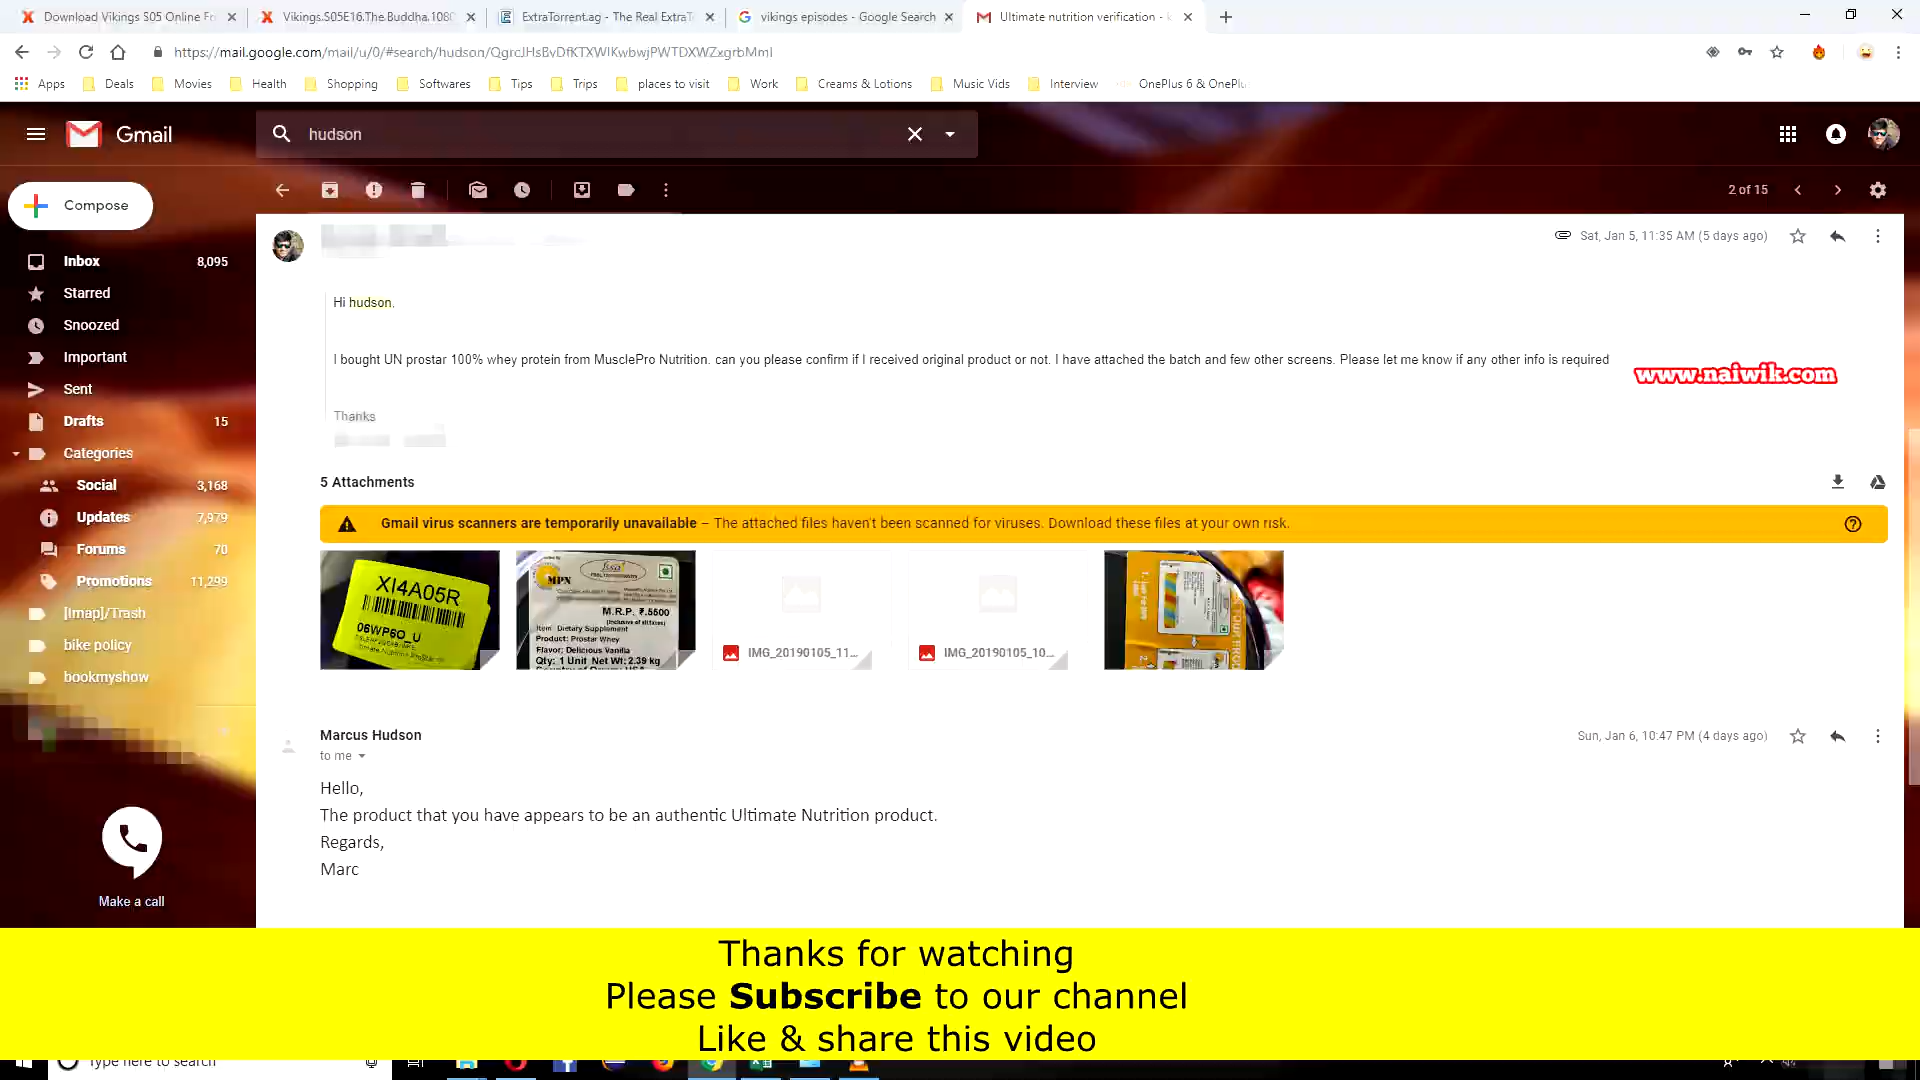 Download Vikings S05 Online Fr
Vikings.S05E16.The Buddha.1080
ExtraTorrent.ag - The Real ExtraT
vikings episodes - Google Search
Ultimate nutrition verification - k
Apps
Deals
Movies
Health
Shopping
Softwares
Tips
Trips
places to visit
Work
Creams & Lotions
Music Vids
Interview
OnePlus 6 & OnePlu
Gmail
hudson
Compose
2 of 15
Inbox 8,095
Starred
Snoozed
Important
Sent
Drafts 15
Categories
Social 3,168
Updates 7,979
Forums 70
Promotions 11,299
[Imap]/Trash
bike policy
bookmyshow
Make a call
Sat, Jan 5, 11:35 AM (5 days ago)
Hi hudson,
I bought UN prostar 100% whey protein from MusclePro Nutrition. can you please confirm if I received original product or not. I have attached the batch and few other screens. Please let me know if any other info is required
www.naiwik.com
Thanks
5 Attachments
Gmail virus scanners are temporarily unavailable – The attached files haven't been scanned for viruses. Download these files at your own risk.
XI4A05R
06WP6O_U
MPN
M.R.P. ₹.5500
(Inclusive of all taxes)
Item: Dietary Supplement
Product: Prostar Whey
Flavor: Delicious Vanilla
Qty: 1 Unit Net Wt: 2.39 kg
IMG_20190105_11...
IMG_20190105_10...
Marcus Hudson
to me
Sun, Jan 6, 10:47 PM (4 days ago)
Hello,
The product that you have appears to be an authentic Ultimate Nutrition product.
Regards,
Marc
Thanks for watching
Please Subscribe to our channel
Like & share this video
Type here to search